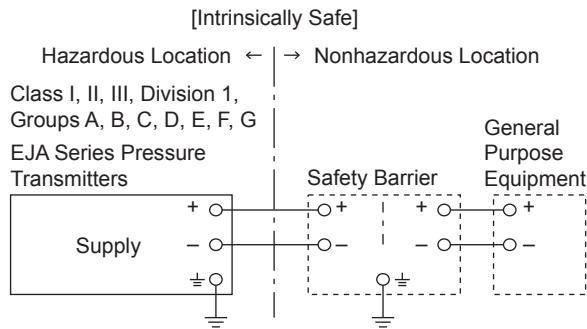 [Intrinsically Safe]
Hazardous Location ← → Nonhazardous Location
Class I, II, III, Division 1,
Groups A, B, C, D, E, F, G
EJA Series Pressure
Transmitters
Safety Barrier
General
Purpose
Equipment
+ + + +
Supply
− − − −